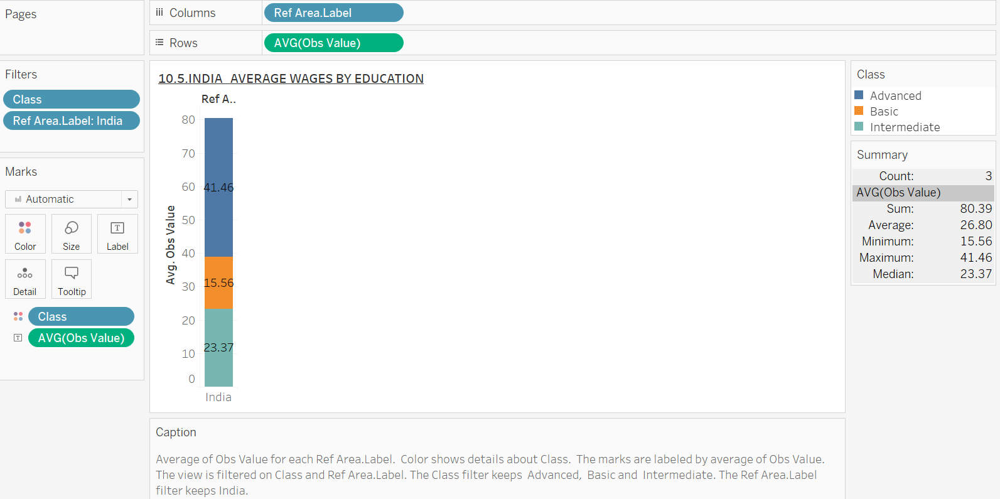 Pages
Columns
Ref Area.Label
Rows
AVG(Obs Value)
Filters
Class
Ref Area.Label: India
Marks
Automatic
Color
Size
T
Label
Detail
Tooltip
Class
T
AVG(Obs Value)
10.5.INDIA  AVERAGE WAGES BY EDUCATION
Ref A..
80
70
60
50
40
30
20
10
0
Avg. Obs Value
41.46
15.56
23.37
India
Class
Advanced
Basic
Intermediate
Summary
Count: 3
AVG(Obs Value)
Sum: 80.39
Average: 26.80
Minimum: 15.56
Maximum: 41.46
Median: 23.37
Caption
Average of Obs Value for each Ref Area.Label.  Color shows details about Class.  The marks are labeled by average of Obs Value.
The view is filtered on Class and Ref Area.Label. The Class filter keeps  Advanced,  Basic and  Intermediate. The Ref Area.Label
filter keeps India.